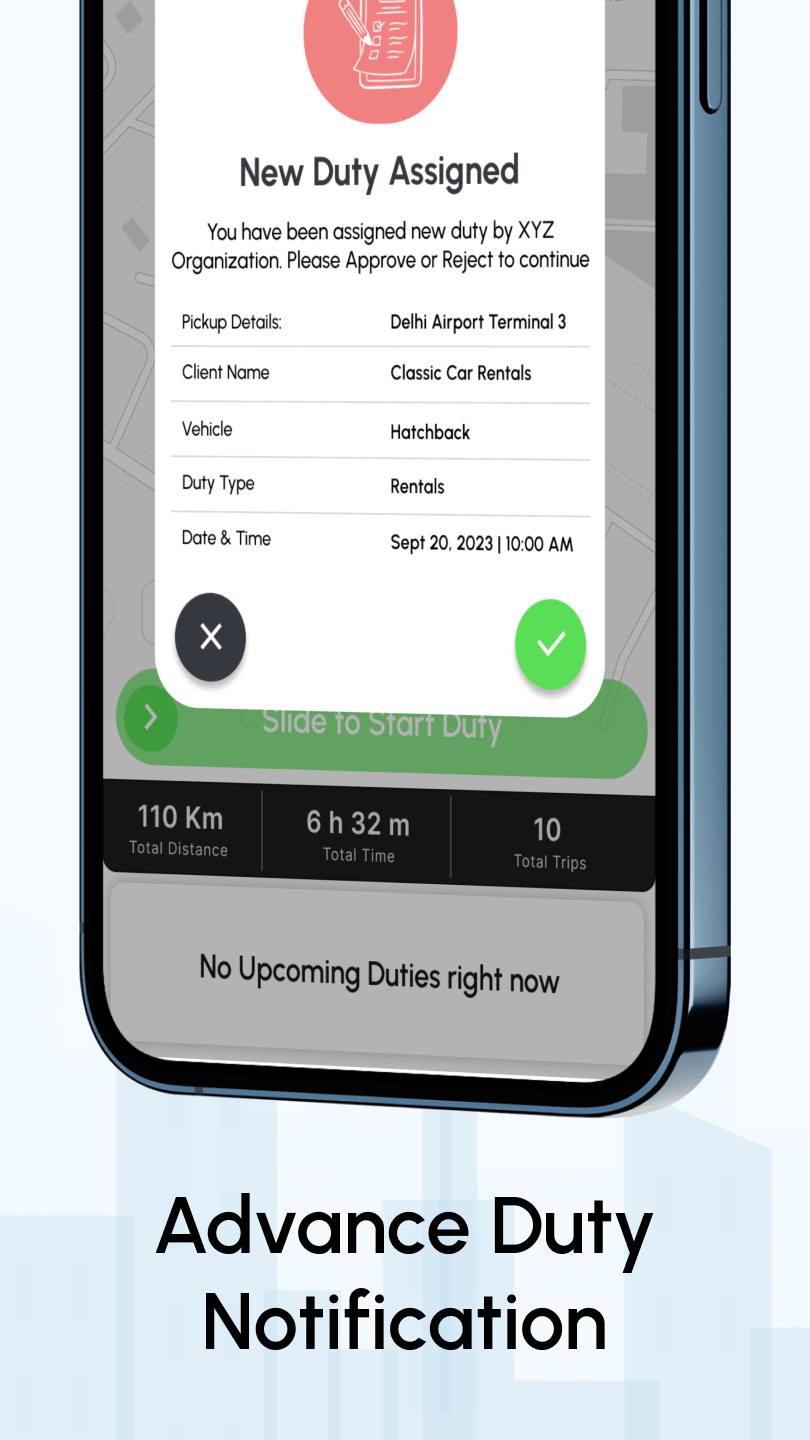 New Duty Assigned
You have been assigned new duty by XYZ
Organization. Please Approve or Reject to continue
Pickup Details: Delhi Airport Terminal 3
Client Name Classic Car Rentals
Vehicle Hatchback
Duty Type Rentals
Date & Time Sept 20, 2023 | 10:00 AM
Slide to Start Duty
110 Km 6 h 32 m 10
Total Distance Total Time Total Trips
No Upcoming Duties right now
Advance Duty
Notification